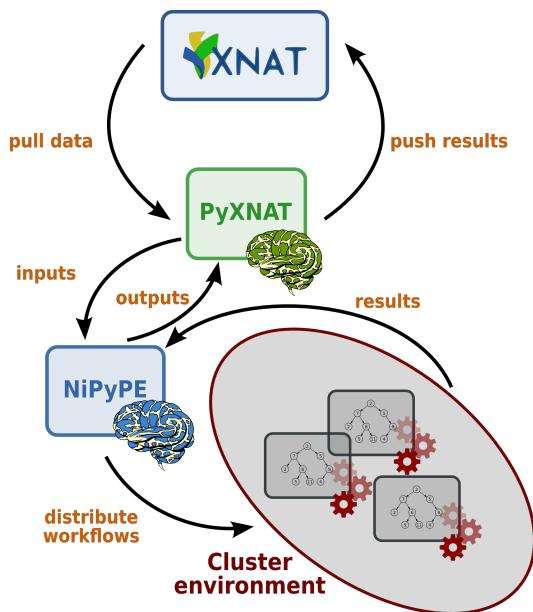 XNAT
pull data
push results
PyXNAT
inputs
outputs
results
NiPyPE
distribute
workflows
Cluster
environment